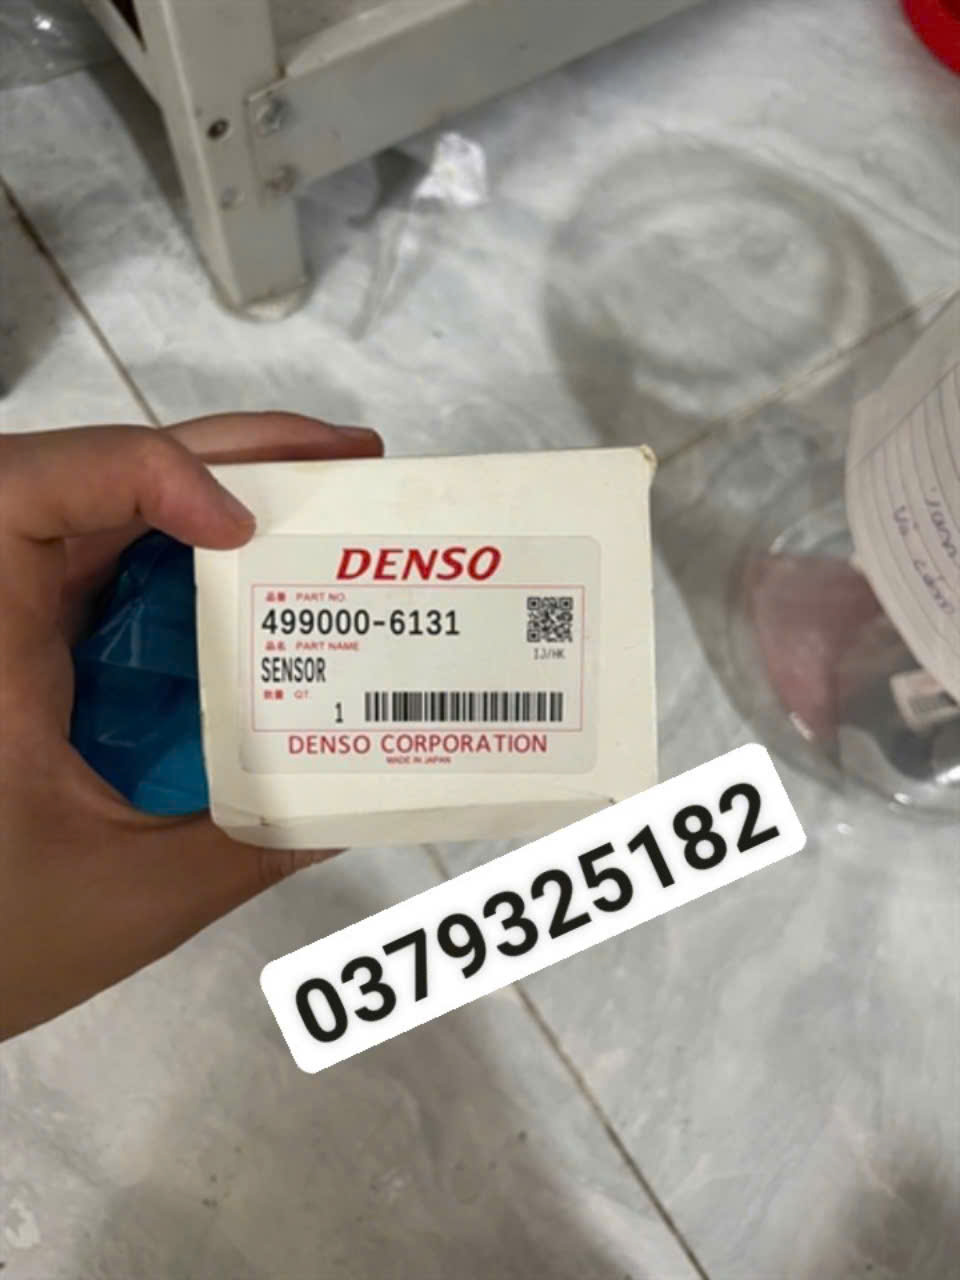 DENSO
品番 PART NO.
499000-6131
品名 PART NAME
SENSOR
IJ/HK
数量 QT.
1
DENSO CORPORATION
MADE IN JAPAN
0379325182